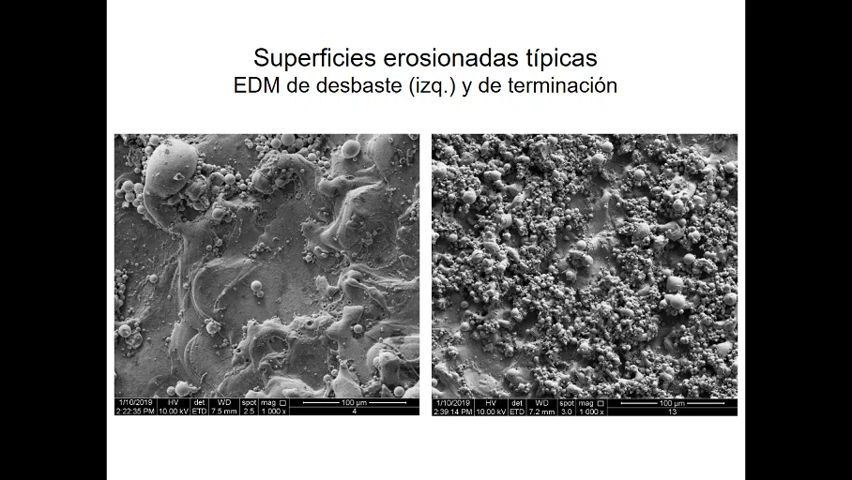 Superficies erosionadas típicas
EDM de desbaste (izq.) y de terminación
1/10/2019 HV det WD spot mag 100 µm
2:22:35 PM 10.00 kV ETD 7.5 mm 2.5 1 000 x 4
1/10/2019 HV det WD spot mag 100 µm
2:39:14 PM 10.00 kV ETD 7.2 mm 3.0 1 000 x 13